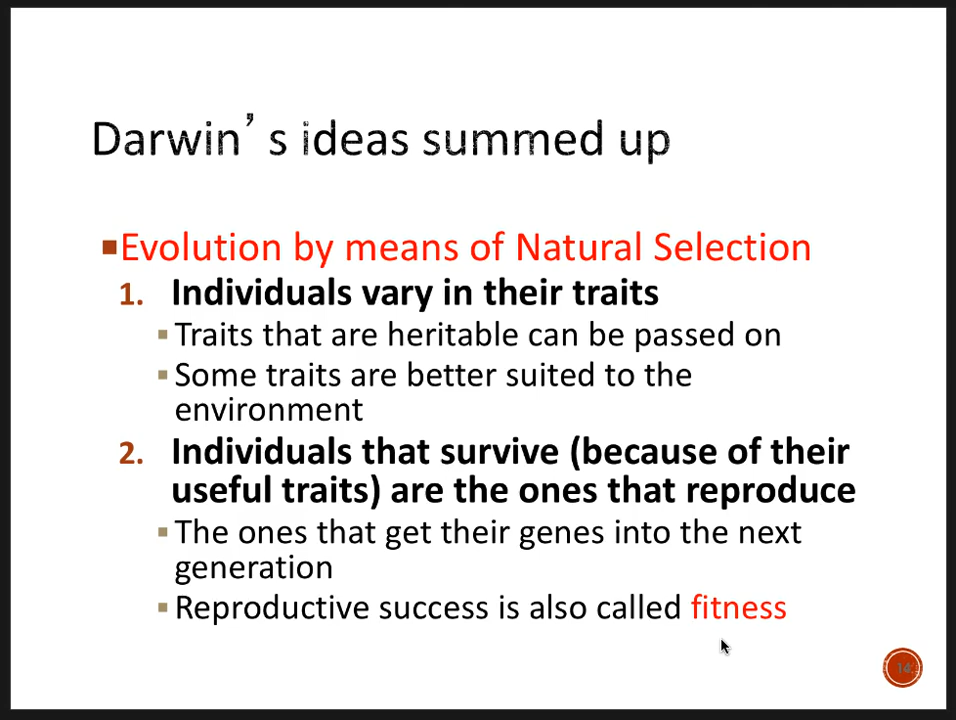 Darwin’s ideas summed up
▪Evolution by means of Natural Selection
1. Individuals vary in their traits
▪Traits that are heritable can be passed on
▪Some traits are better suited to the
environment
2. Individuals that survive (because of their
useful traits) are the ones that reproduce
▪The ones that get their genes into the next
generation
▪Reproductive success is also called fitness
14